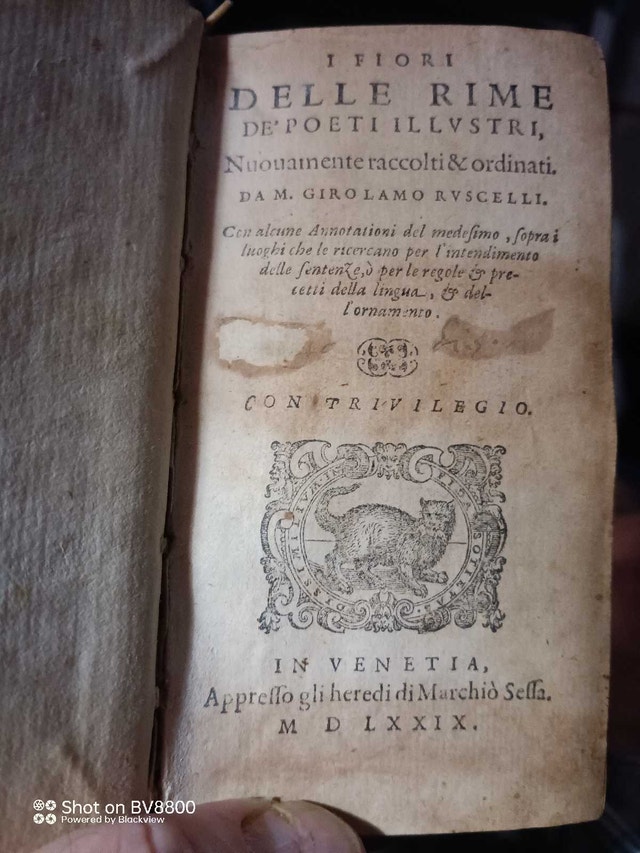 I FIORI
DELLE RIME
DE' POETI ILLVSTRI,
Nuouamente raccolti & ordinati.
DA M. GIROLAMO RVSCELLI.
Con alcune Annotationi del medeſimo, ſopra i
luoghi che le ricercano per l'intendimento
delle ſentenze, ò per le regole & pre-
cetti della lingua, & del-
l'ornamento.
CON PRIVILEGIO.
IN VENETIA,
Appreſſo gli heredi di Marchiò Seſſa.
M D LXXIX.
Shot on BV8800
Powered by Blackview